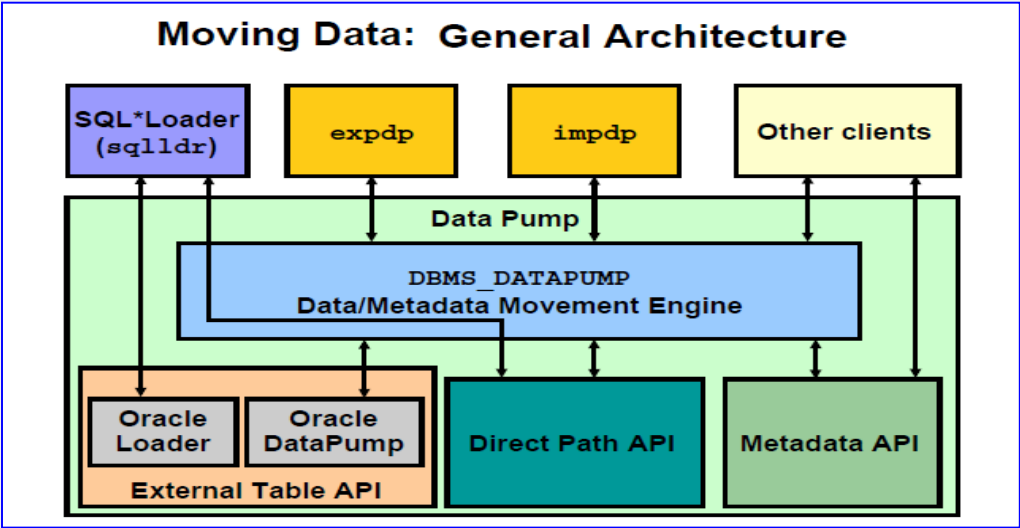 Moving Data: General Architecture
SQL*Loader
(sqlldr)
expdp
impdp
Other clients
Data Pump
DBMS_DATAPUMP
Data/Metadata Movement Engine
Oracle
Loader
Oracle
DataPump
External Table API
Direct Path API
Metadata API